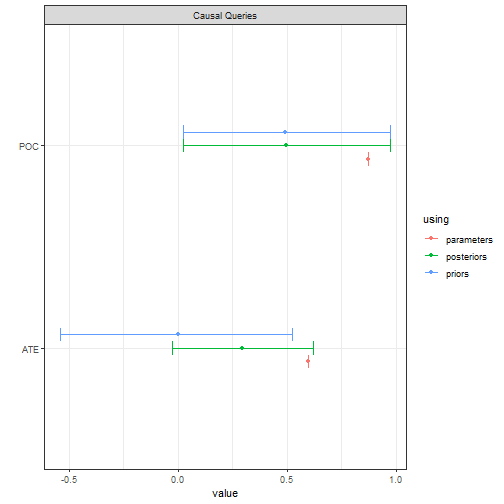 Causal Queries
POC
ATE
-0.5
0.0
0.5
1.0
value
using
parameters
posteriors
priors